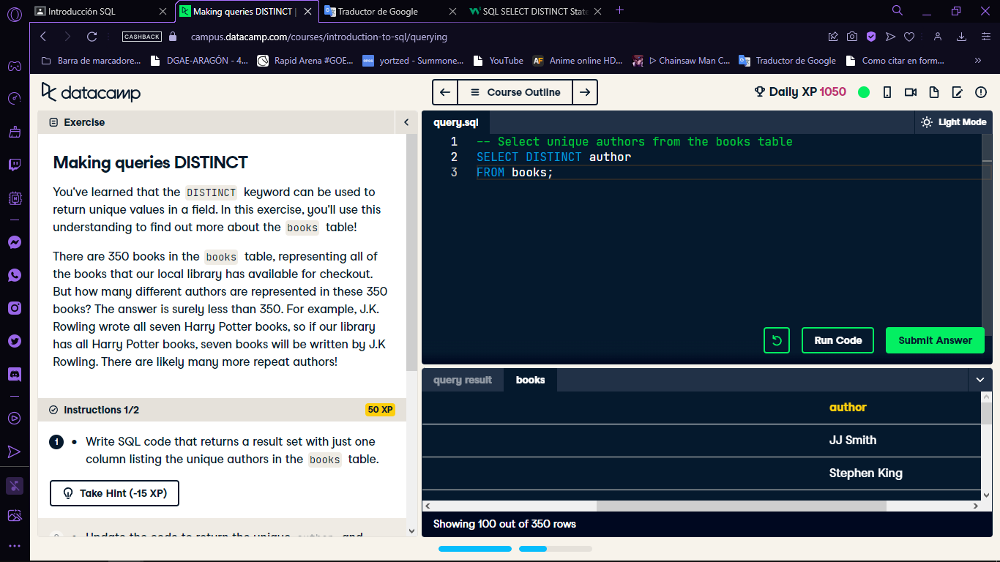 Introducción SQL
Making queries DISTINCT |
Traductor de Google
SQL SELECT DISTINCT State
CASHBACK
campus.datacamp.com/courses/introduction-to-sql/querying
Barra de marcadore...
DGAE-ARAGÓN - 4...
Rapid Arena #GOE...
yortzed - Summone...
YouTube
AF
Anime online HD...
Chainsaw Man C...
Traductor de Google
Como citar en form...
datacamp
Course Outline
Daily XP 1050
Exercise
Making queries DISTINCT
You've learned that the DISTINCT keyword can be used to
return unique values in a field. In this exercise, you'll use this
understanding to find out more about the books table!
There are 350 books in the books table, representing all of
the books that our local library has available for checkout.
But how many different authors are represented in these 350
books? The answer is surely less than 350. For example, J.K.
Rowling wrote all seven Harry Potter books, so if our library
has all Harry Potter books, seven books will be written by J.K
Rowling. There are likely many more repeat authors!
Instructions 1/2
50 XP
1 • Write SQL code that returns a result set with just one
column listing the unique authors in the books table.
Take Hint (-15 XP)
• Update the code to return the unique author and
query.sql
Light Mode
1 -- Select unique authors from the books table
2 SELECT DISTINCT author
3 FROM books;
Run Code
Submit Answer
query result
books
author
JJ Smith
Stephen King
Showing 100 out of 350 rows